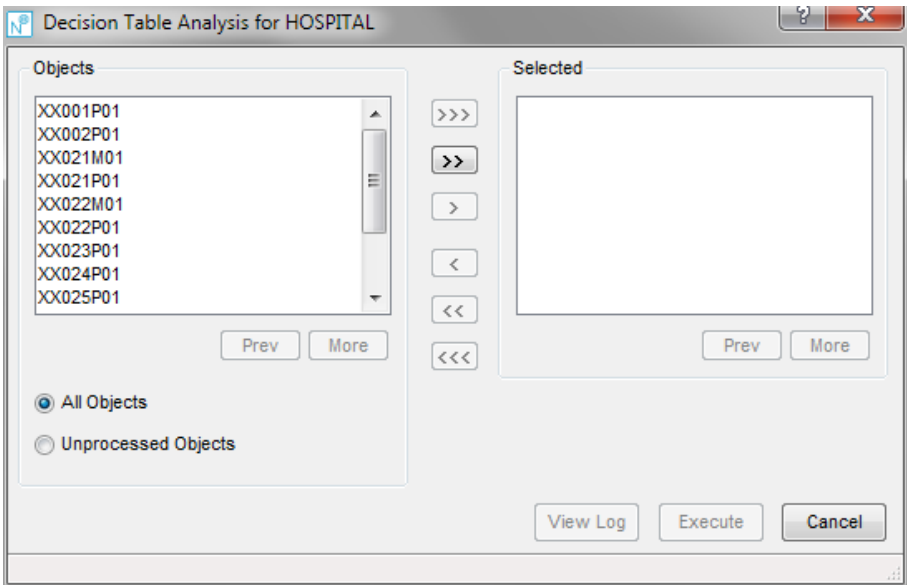 Decision Table Analysis for HOSPITAL
?
Objects
XX001P01
XX002P01
XX021M01
XX021P01
XX022M01
XX022P01
XX023P01
XX024P01
XX025P01
Prev More
All Objects
Unprocessed Objects
>>>
>>
>
<
<<
<<<
Selected
Prev More
View Log Execute Cancel